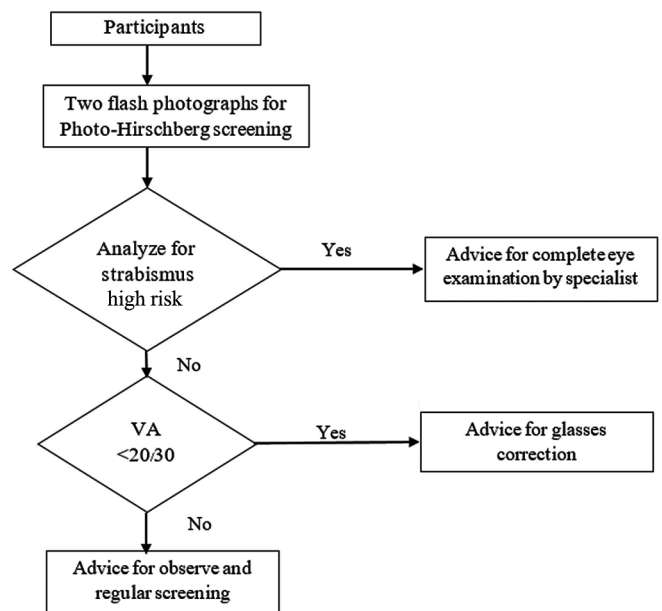 Participants
Two flash photographs for
Photo-Hirschberg screening
Analyze for
strabismus
high risk
Yes
Advice for complete eye
examination by specialist
No
VA
<20/30
Yes
Advice for glasses
correction
No
Advice for observe and
regular screening